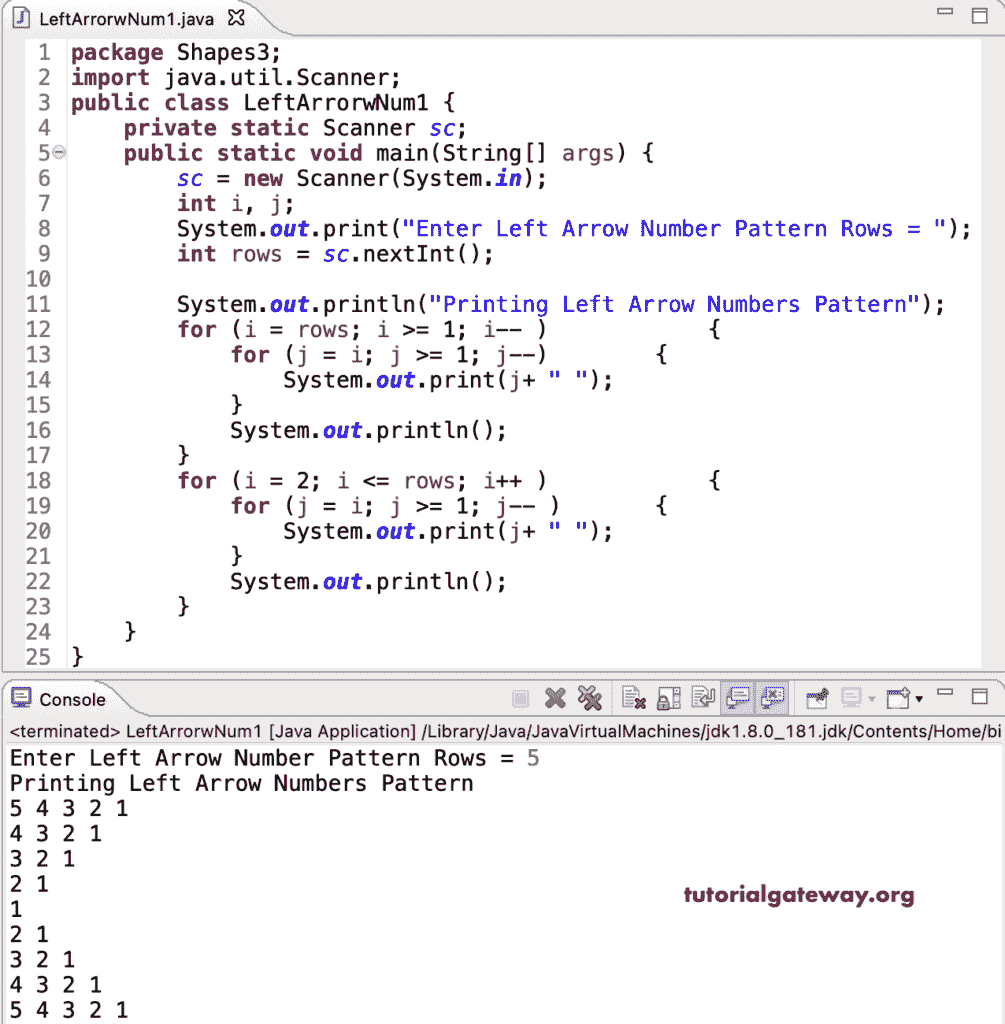 LeftArrorwNum1.java
1 package Shapes3;
2 import java.util.Scanner;
3 public class LeftArrorwNum1 {
4     private static Scanner sc;
5     public static void main(String[] args) {
6         sc = new Scanner(System.in);
7         int i, j;
8         System.out.print("Enter Left Arrow Number Pattern Rows = ");
9         int rows = sc.nextInt();
10
11         System.out.println("Printing Left Arrow Numbers Pattern");
12         for (i = rows; i >= 1; i-- )            {
13             for (j = i; j >= 1; j--)        {
14                 System.out.print(j+ " ");
15             }
16             System.out.println();
17         }
18         for (i = 2; i <= rows; i++ )            {
19             for (j = i; j >= 1; j-- )       {
20                 System.out.print(j+ " ");
21             }
22             System.out.println();
23         }
24     }
25 }
Console
<terminated> LeftArrorwNum1 [Java Application] /Library/Java/JavaVirtualMachines/jdk1.8.0_181.jdk/Contents/Home/bi
Enter Left Arrow Number Pattern Rows = 5
Printing Left Arrow Numbers Pattern
5 4 3 2 1
4 3 2 1
3 2 1
2 1
1
2 1
3 2 1
4 3 2 1
5 4 3 2 1
tutorialgateway.org